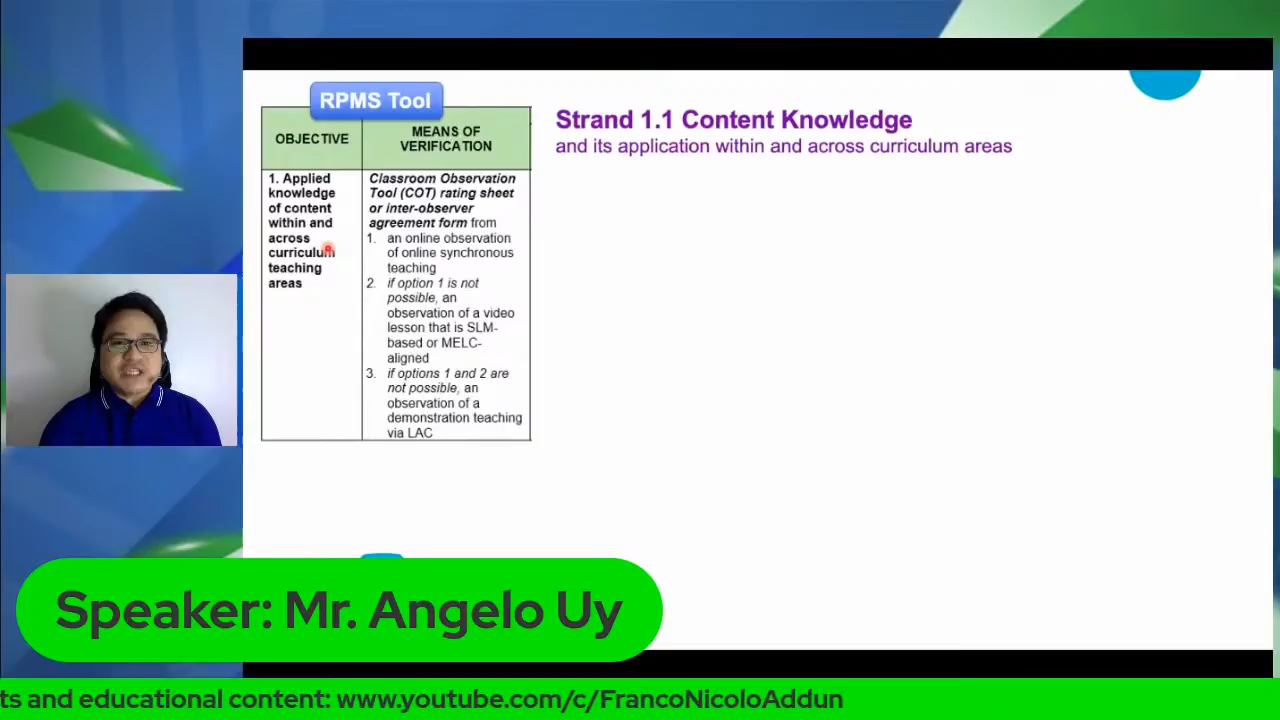 RPMS Tool
OBJECTIVE
MEANS OF
VERIFICATION
1. Applied
knowledge
of content
within and
across
curriculum
teaching
areas
Classroom Observation
Tool (COT) rating sheet
or inter-observer
agreement form from
1. an online observation
of online synchronous
teaching
2. if option 1 is not
possible, an
observation of a video
lesson that is SLM-
based or MELC-
aligned
3. if options 1 and 2 are
not possible, an
observation of a
demonstration teaching
via LAC
Strand 1.1 Content Knowledge
and its application within and across curriculum areas
Speaker: Mr. Angelo Uy
ts and educational content: www.youtube.com/c/FrancoNicoloAddun